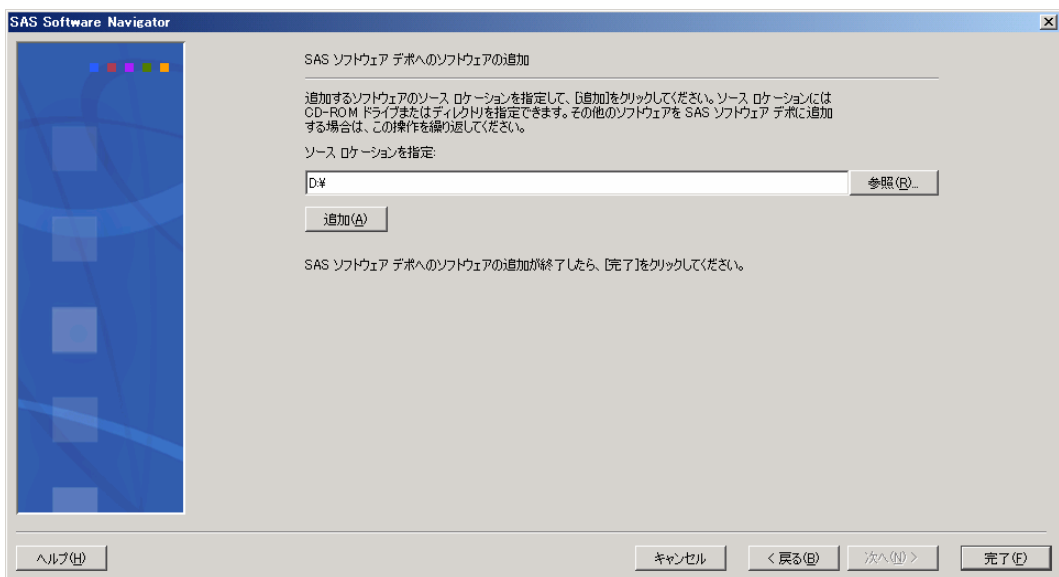 SAS Software Navigator
SAS ソフトウェア デポへのソフトウェアの追加
追加するソフトウェアのソース ロケーションを指定して、[追加]をクリックしてください。ソース ロケーションには
CD-ROM ドライブまたはディレクトリを指定できます。その他のソフトウェアを SAS ソフトウェア デポに追加
する場合は、この操作を繰り返してください。
ソース ロケーションを指定:
D:¥
参照(R)...
追加(A)
SAS ソフトウェア デポへのソフトウェアの追加が終了したら、[完了]をクリックしてください。
ヘルプ(H)
キャンセル
< 戻る(B)
次へ(N) >
完了(F)